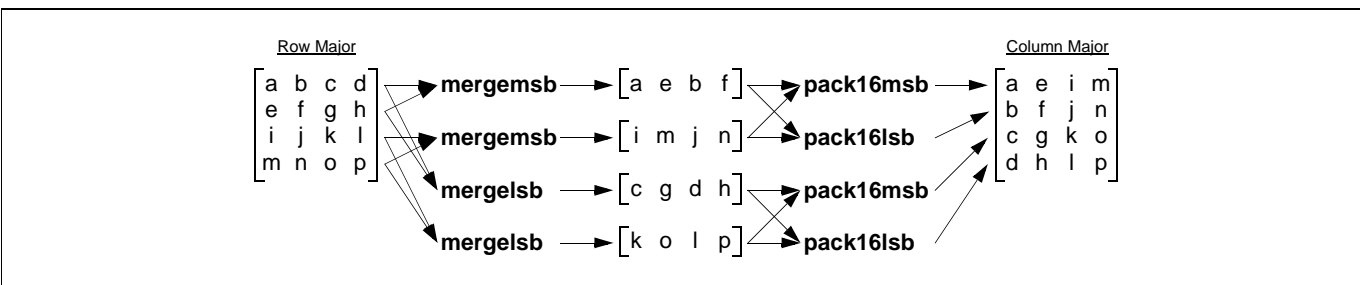 Row Major
Column Major
a b c d
mergemsb
a e b f
pack16msb
a e i m
e f g h
b f j n
i j k l
mergemsb
i m j n
pack16lsb
c g k o
m n o p
d h l p
mergelsb
c g d h
pack16msb
mergelsb
k o l p
pack16lsb